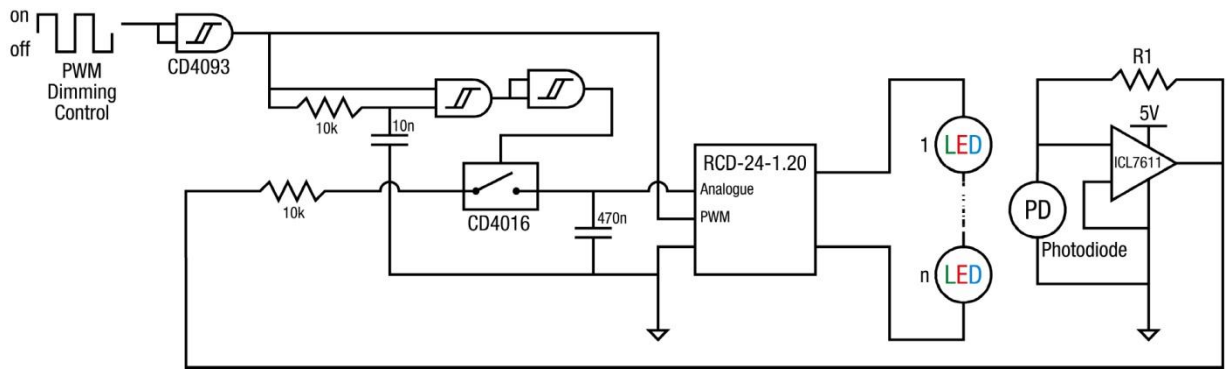 on
off
PWM
Dimming
Control
CD4093
10k
10n
10k
CD4016
470n
RCD-24-1.20
Analogue
PWM
1
LED
n
LED
R1
5V
ICL7611
PD
Photodiode